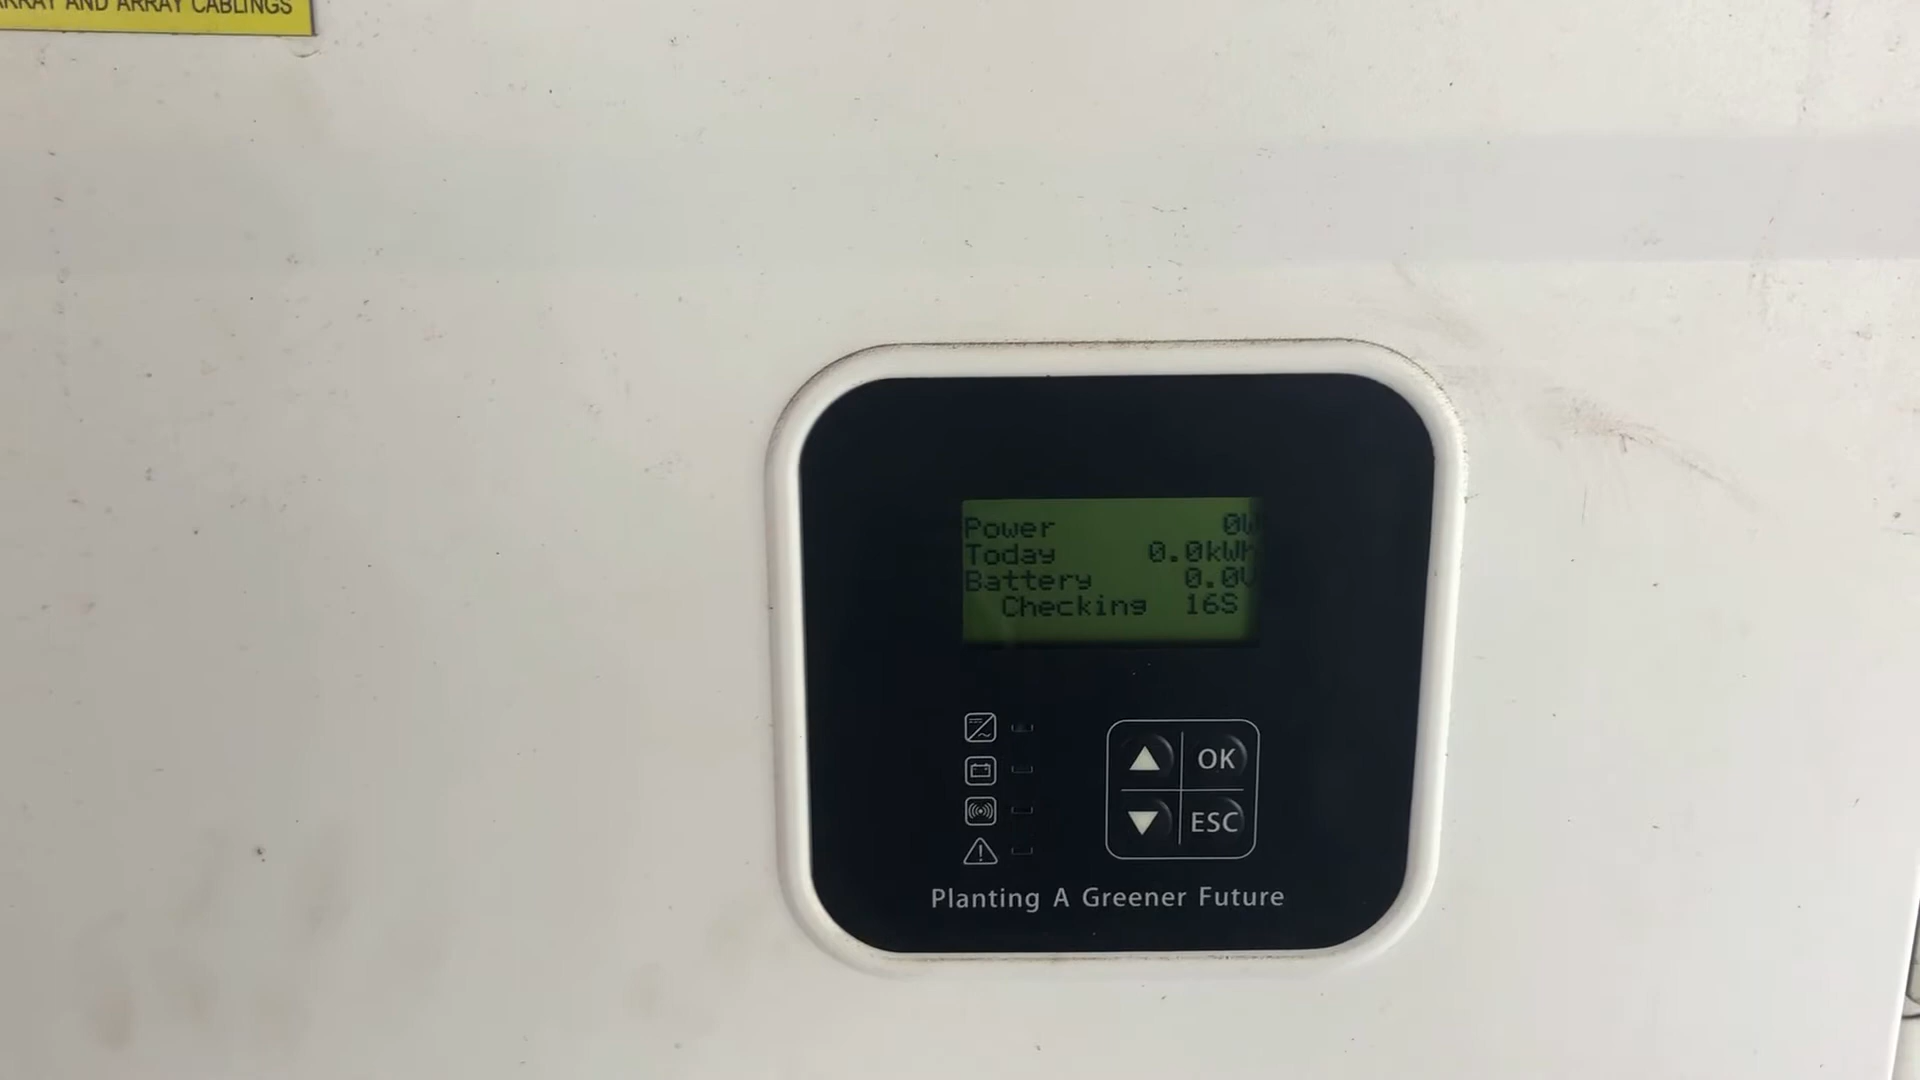 ARRAY AND ARRAY CABLINGS
Power 0W
Today 0.0kWh
Battery 0.0V
Checking 16S
OK
ESC
Planting A Greener Future